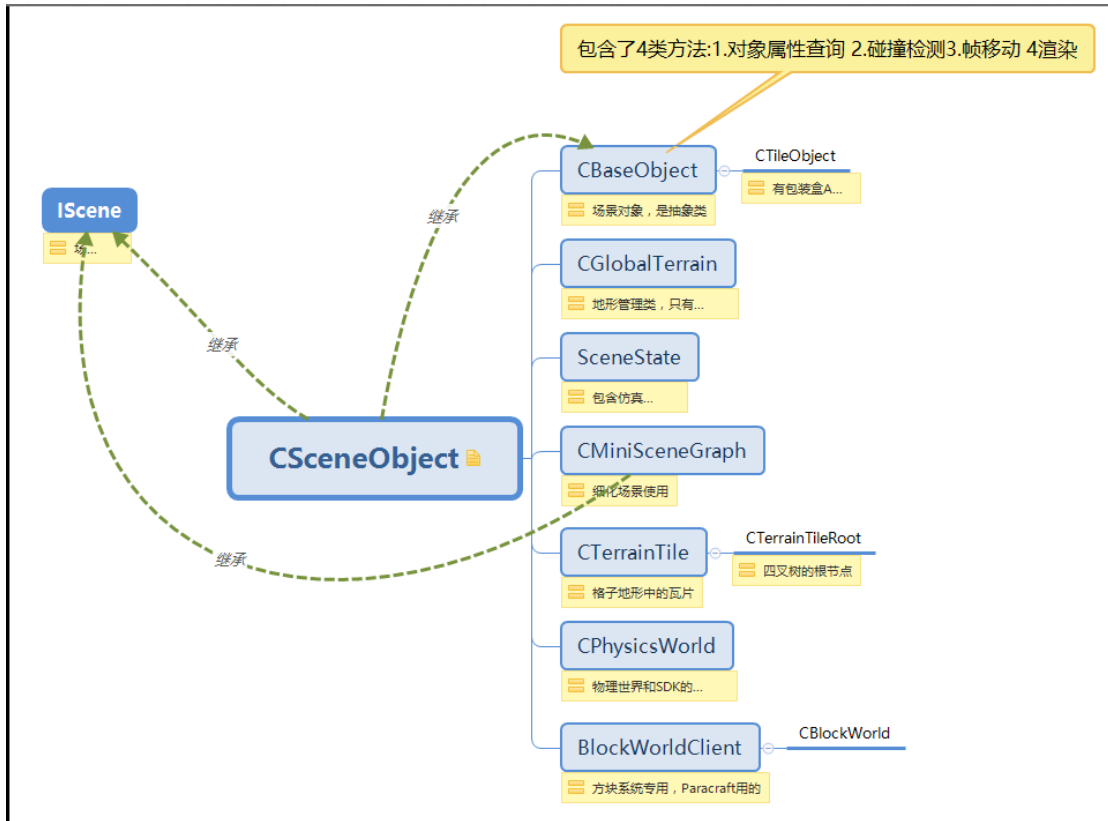 包含了4类方法:1.对象属性查询 2.碰撞检测3.帧移动 4渲染
CBaseObject
CTileObject
场景对象，是抽象类
有包装盒A...
IScene
场...
继承
CGlobalTerrain
地形管理类，只有...
继承
SceneState
包含仿真...
CSceneObject
CMiniSceneGraph
细化场景使用
继承
CTerrainTile
CTerrainTileRoot
格子地形中的瓦片
四叉树的根节点
CPhysicsWorld
物理世界和SDK的...
BlockWorldClient
CBlockWorld
方块系统专用，Paracraft用的